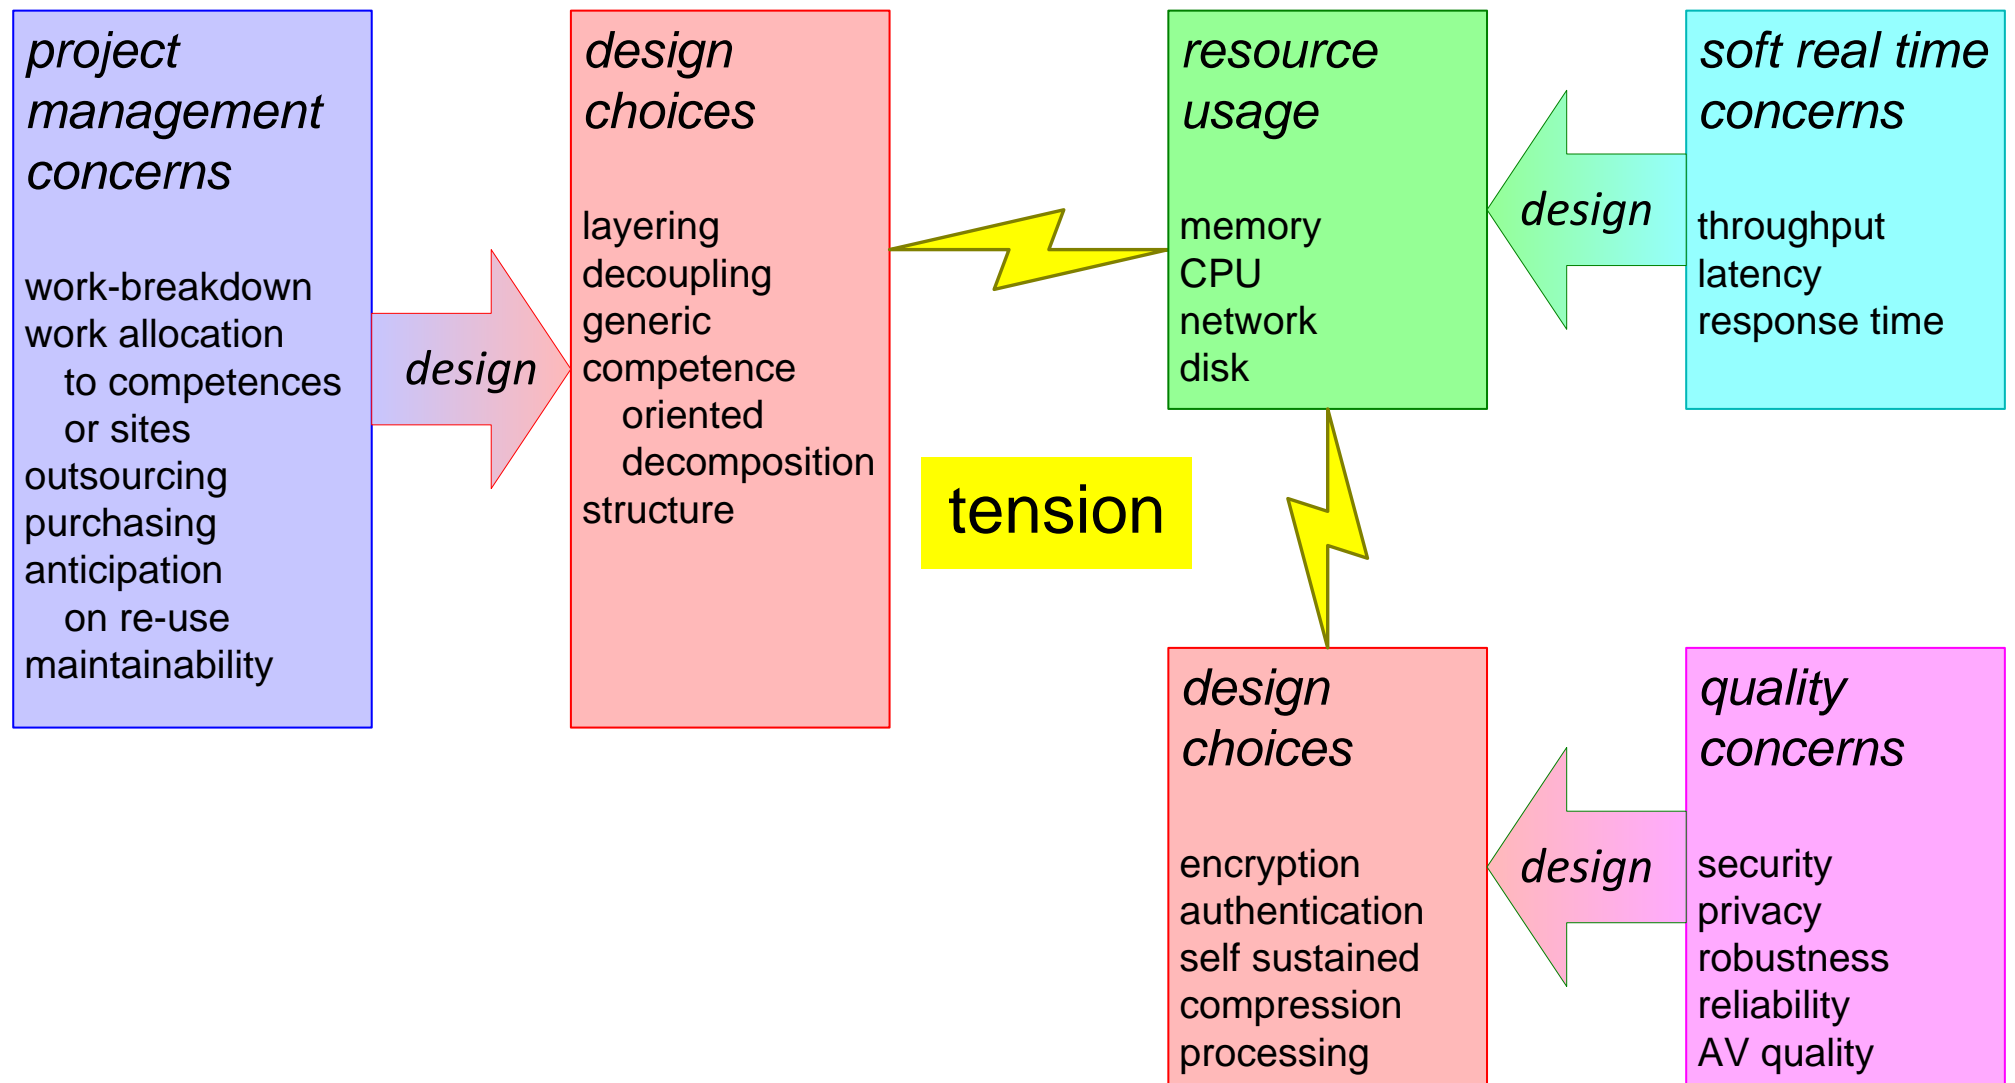 project
management
concerns
work-breakdown
work allocation
to competences
or sites
outsourcing
purchasing
anticipation
on re-use
maintainability
design
design
choices
layering
decoupling
generic
competence
oriented
decomposition
structure
tension
resource
usage
memory
CPU
network
disk
design
soft real time
concerns
throughput
latency
response time
design
choices
encryption
authentication
self sustained
compression
processing
design
quality
concerns
security
privacy
robustness
reliability
AV quality